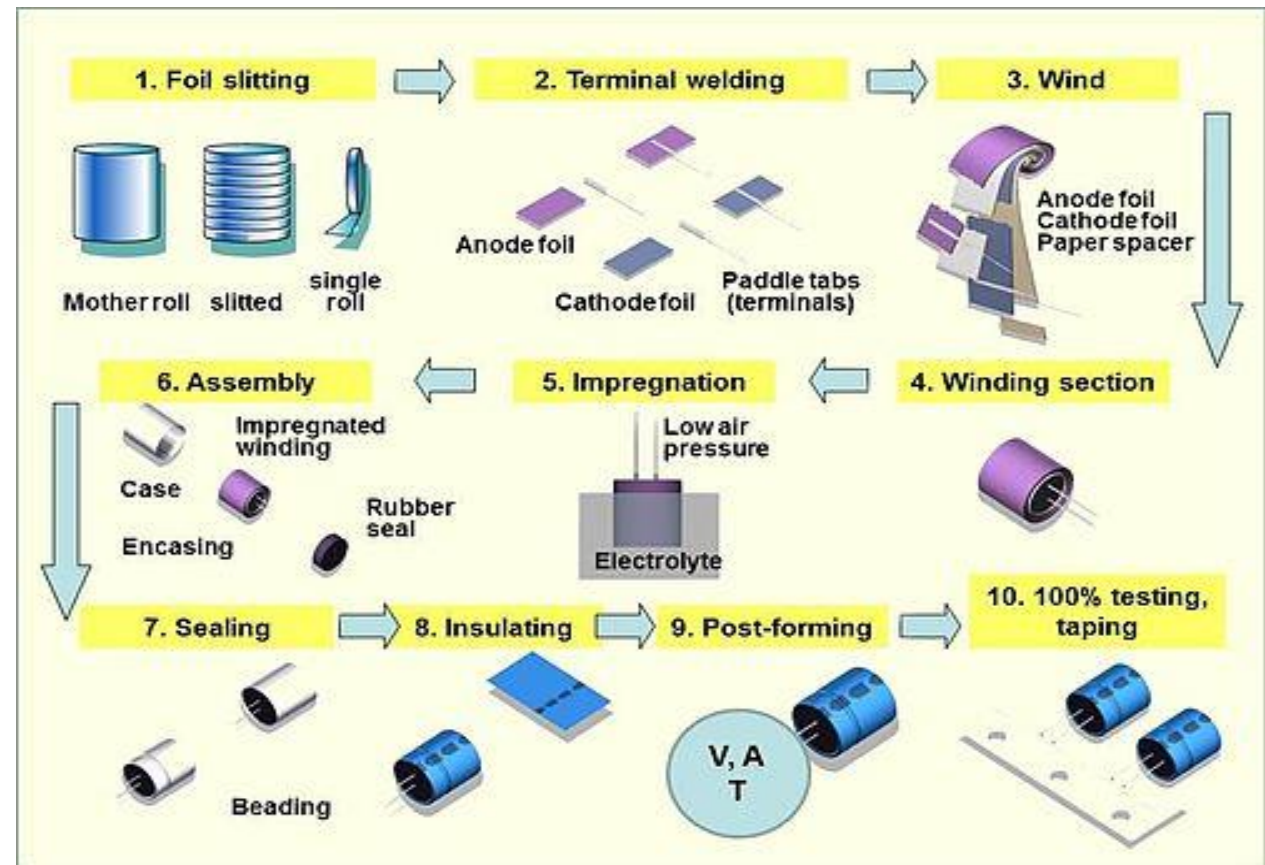 1. Foil slitting
2. Terminal welding
3. Wind
Mother roll
slitted
single
roll
Anode foil
Cathode foil
Paddle tabs
(terminals)
Anode foil
Cathode foil
Paper spacer
6. Assembly
5. Impregnation
4. Winding section
Impregnated
winding
Case
Encasing
Rubber
seal
Low air
pressure
Electrolyte
7. Sealing
8. Insulating
9. Post-forming
10. 100% testing,
taping
Beading
V, A
T